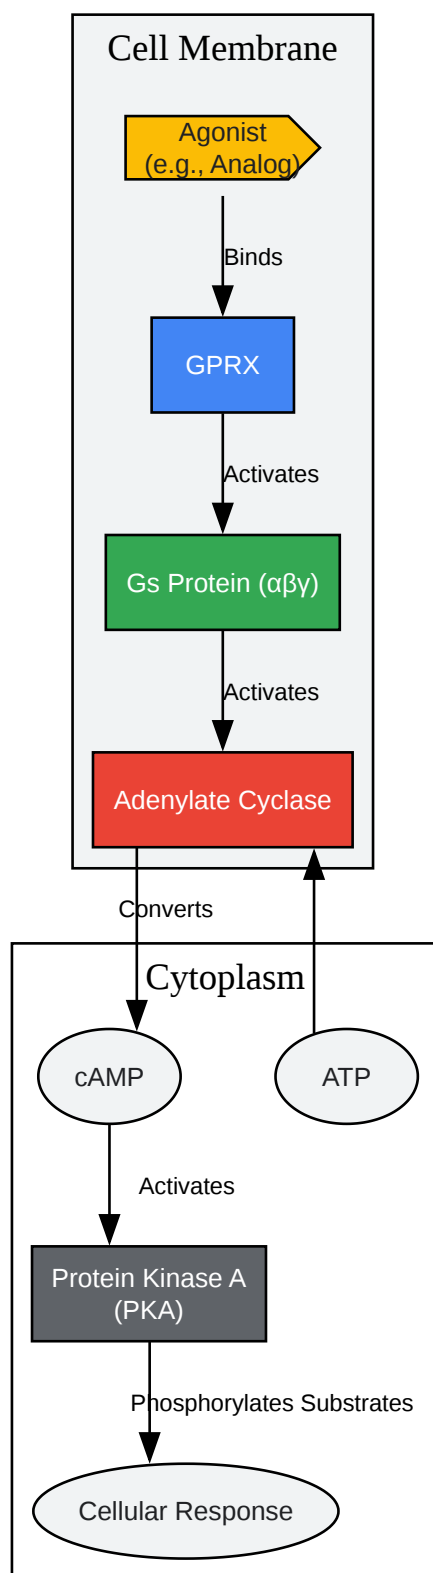 Cell Membrane
Agonist
(e.g., Analog)
Binds
GPRX
Activates
Gs Protein (αβγ)
Activates
Adenylate Cyclase
Converts
Cytoplasm
cAMP
ATP
Activates
Protein Kinase A
(PKA)
Phosphorylates Substrates
Cellular Response